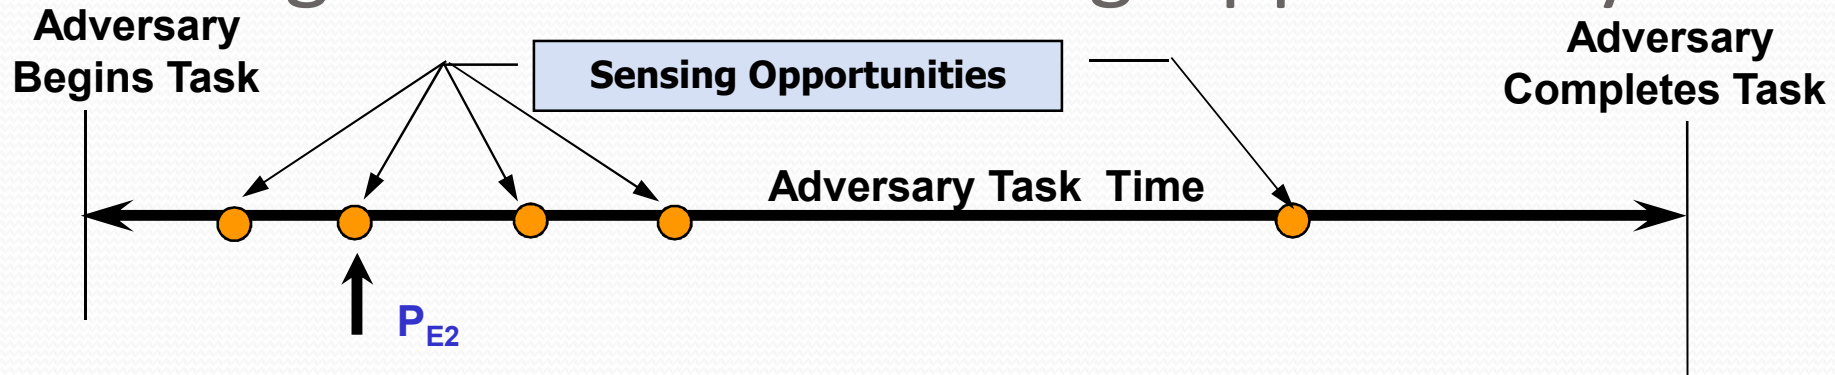 Adversary
Begins Task
Sensing Opportunities
Adversary
Completes Task
Adversary Task Time
PE2